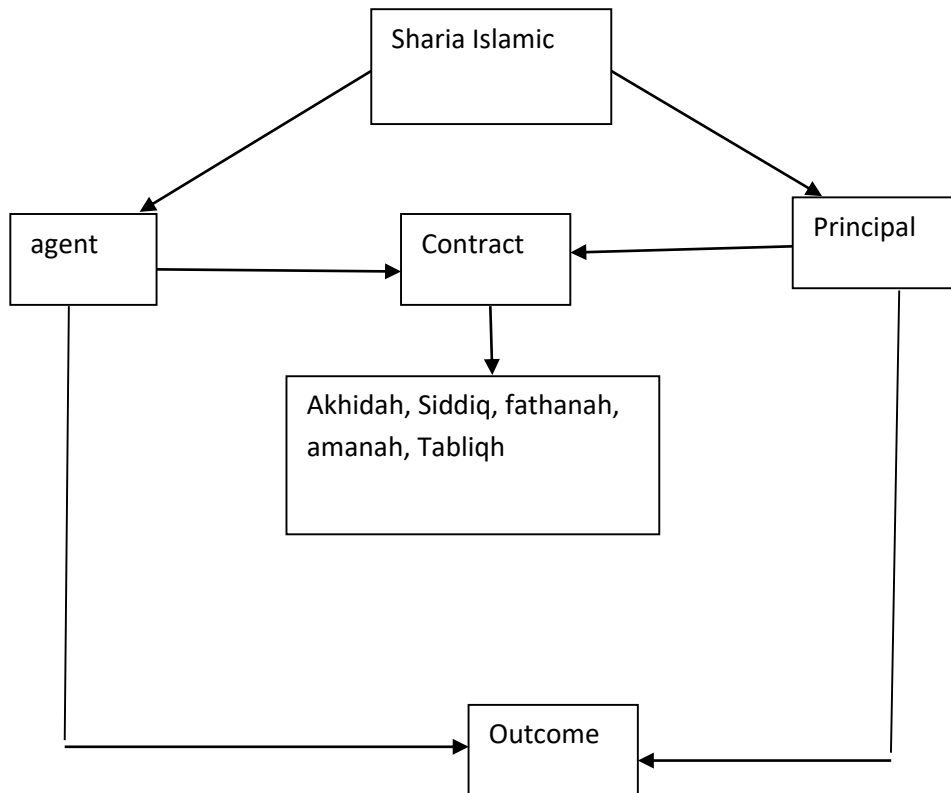 Sharia Islamic
agent
Contract
Principal
Akhidah, Siddiq, fathanah,
amanah, Tabliqh
Outcome